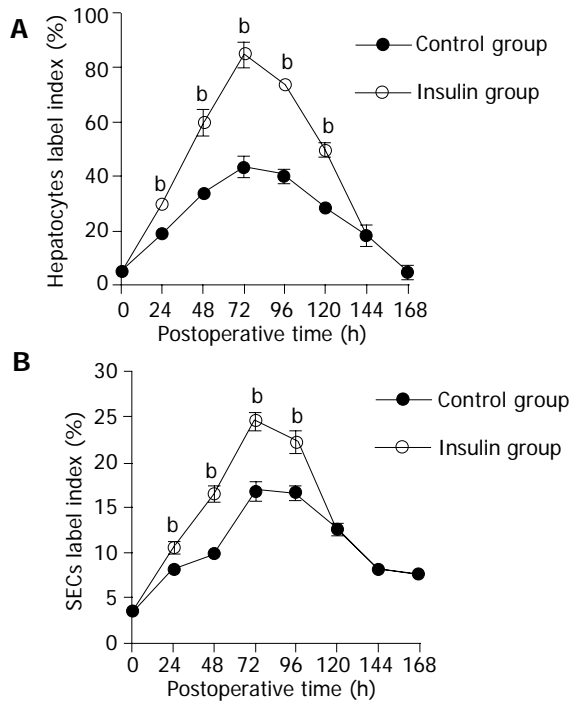 A
Hepatocytes label index (%)
100
80
60
40
20
0
b
b
b
b
b
Control group
Insulin group
0 24 48 72 96 120 144 168
Postoperative time (h)
B
SECs label index (%)
30
25
20
15
10
5
0
b
b
b
b
Control group
Insulin group
0 24 48 72 96 120 144 168
Postoperative time (h)